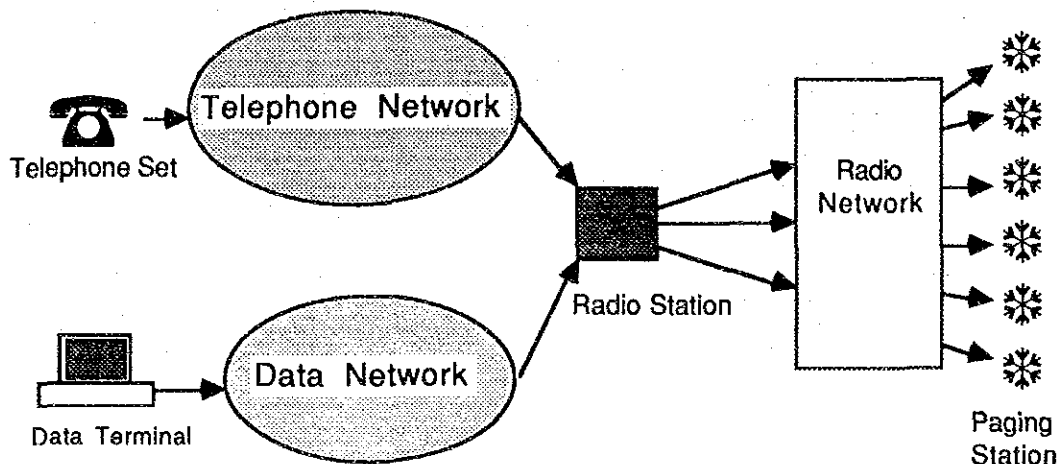 Telephone Network
Telephone Set
Radio
Network
Radio Station
Data Network
Data Terminal
Paging
Station